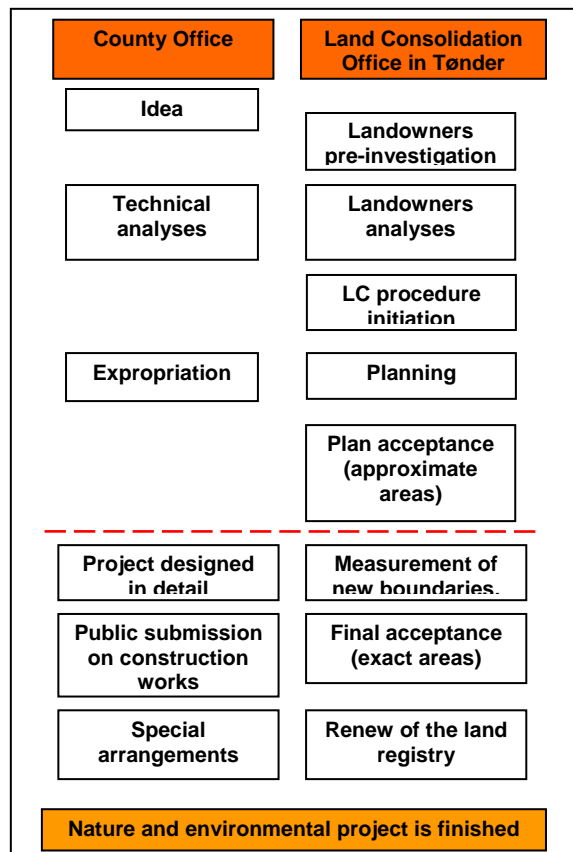 County Office
Land Consolidation
Office in Tønder
Idea
Landowners
pre-investigation
Technical
analyses
Landowners
analyses
LC procedure
initiation
Expropriation
Planning
Plan acceptance
(approximate
areas)
Project designed
in detail
Measurement of
new boundaries.
Public submission
on construction
works
Final acceptance
(exact areas)
Special
arrangements
Renew of the land
registry
Nature and environmental project is finished